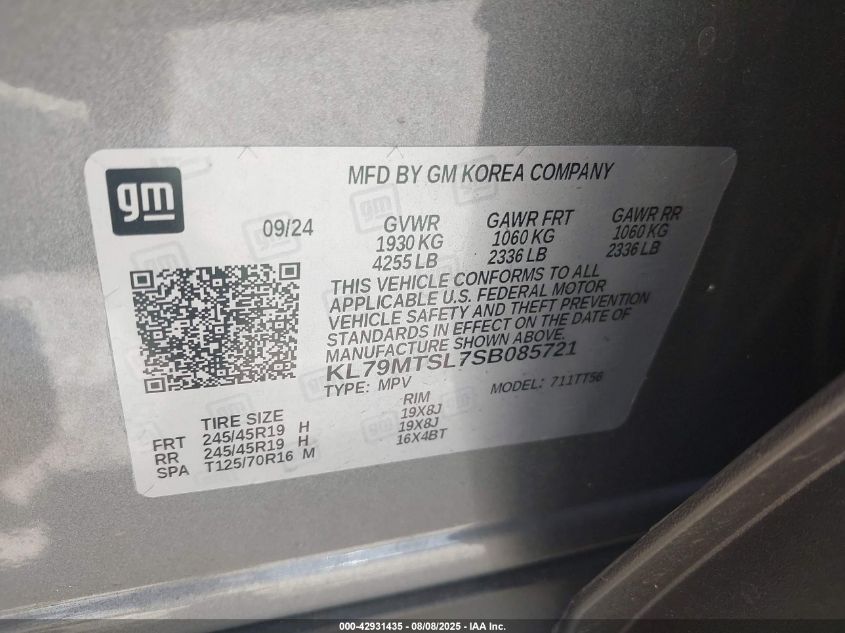 gm
MFD BY GM KOREA COMPANY
09/24
GVWR GAWR FRT GAWR RR
1930 KG 1060 KG 1060 KG
4255 LB 2336 LB 2336 LB
THIS VEHICLE CONFORMS TO ALL
APPLICABLE U.S. FEDERAL MOTOR
VEHICLE SAFETY AND THEFT PREVENTION
STANDARDS IN EFFECT ON THE DATE OF
MANUFACTURE SHOWN ABOVE.
KL79MTSL7SB085721
TYPE: MPV MODEL: 711TT56
TIRE SIZE RIM
FRT 245/45R19 H 19X8J
RR 245/45R19 H 19X8J
SPA T125/70R16 M 16X4BT
000-42931435 - 08/08/2025 - IAA Inc.